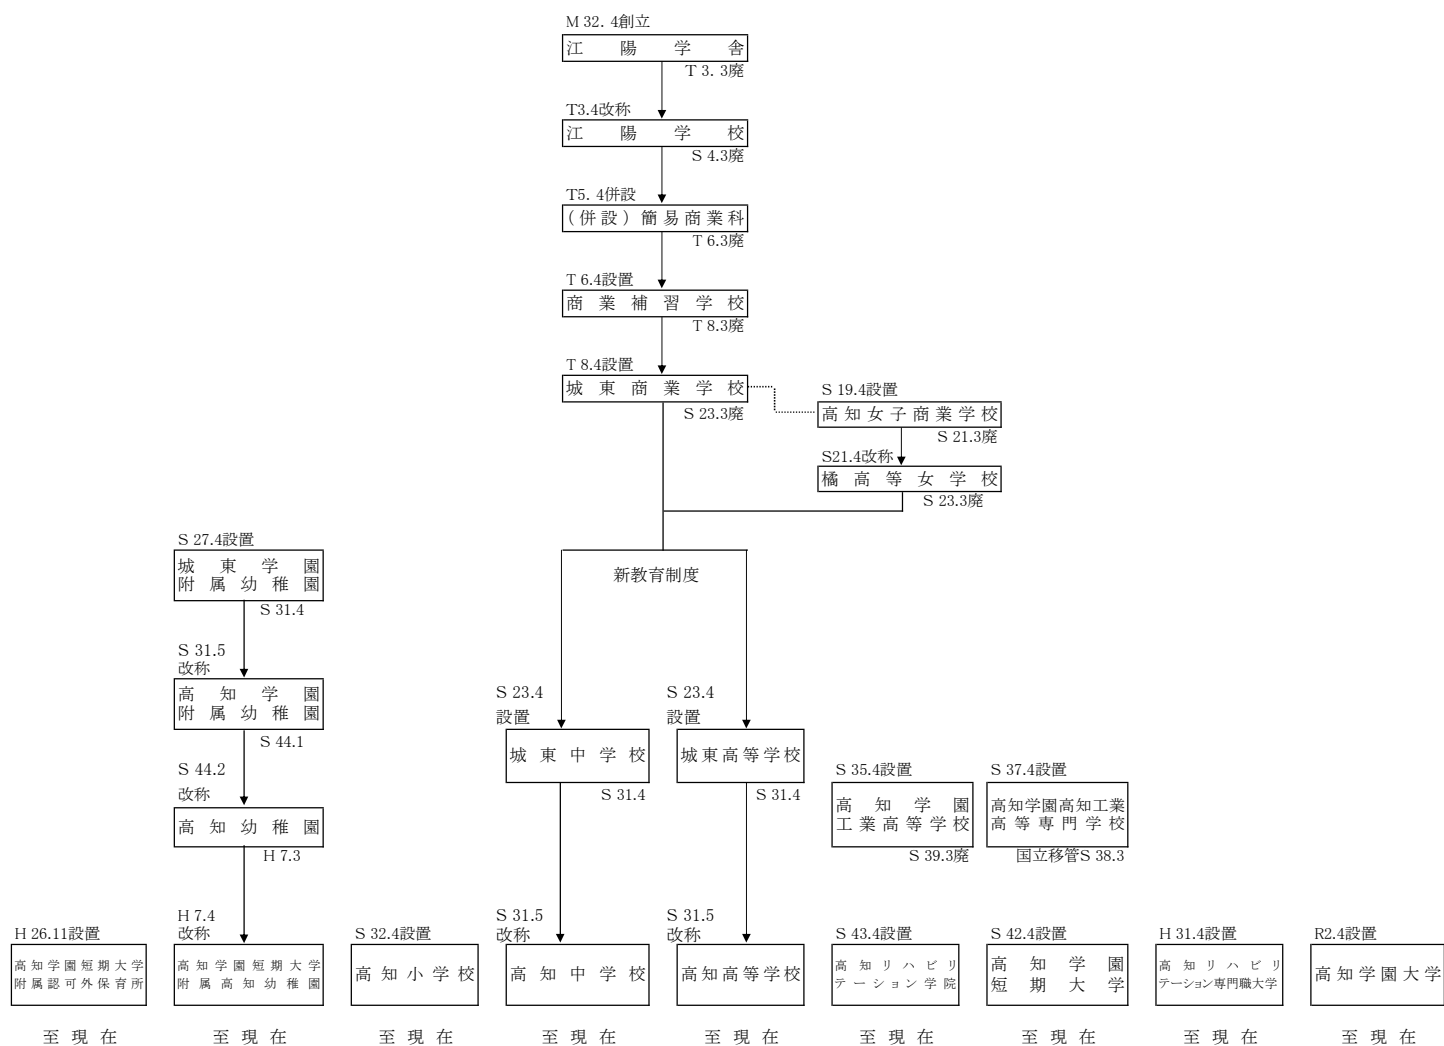 M 32. 4創立
江陽学舎
T 3. 3廃
T3.4改称
江陽学校
S 4.3廃
T5. 4併設
（併設）簡易商業科
T 6.3廃
T 6.4設置
商業補習学校
T 8.3廃
T 8.4設置
城東商業学校
S 23.3廃
S 19.4設置
高知女子商業学校
S 21.3廃
S21.4改称
橘高等女学校
S 23.3廃
新教育制度
S 27.4設置
城東学園
附属幼稚園
S 31.4
S 31.5
改称
高知学園
附属幼稚園
S 44.1
S 44.2
改称
高知幼稚園
H 7.3
S 23.4
設置
城東中学校
S 31.4
S 23.4
設置
城東高等学校
S 31.4
S 35.4設置
高知学園
工業高等学校
S 39.3廃
S 37.4設置
高知学園高知工業
高等専門学校
国立移管S 38.3
H 26.11設置
高知学園短期大学
附属認可外保育所
至現在
H 7.4
改称
高知学園短期大学
附属高知幼稚園
至現在
S 32.4設置
高知小学校
至現在
S 31.5
改称
高知中学校
至現在
S 31.5
改称
高知高等学校
至現在
S 43.4設置
高知リハビリ
テーション学院
至現在
S 42.4設置
高知学園
短期大学
至現在
H 31.4設置
高知リハビリ
テーション専門職大学
至現在
R2.4設置
高知学園大学
至現在